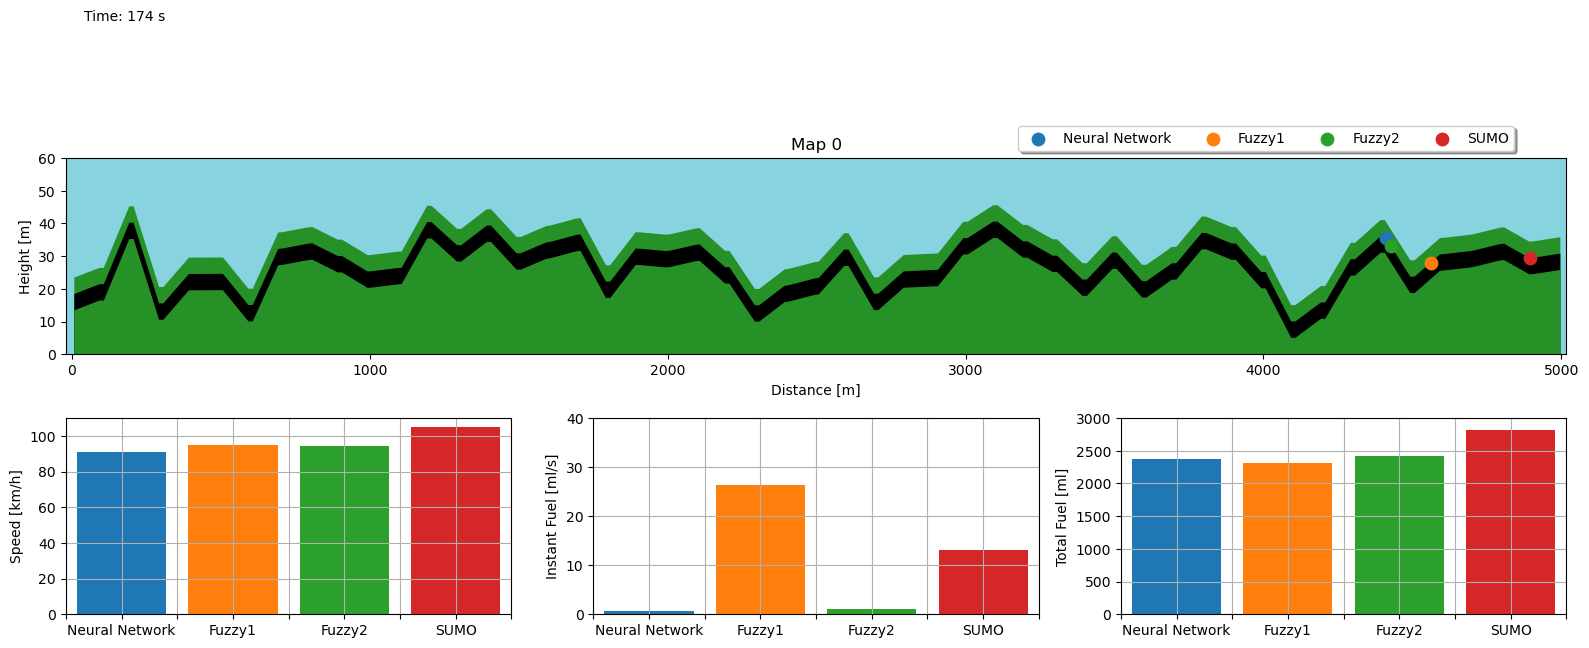 Time: 174 s
Neural Network Fuzzy1 Fuzzy2 SUMO
Map 0
Height [m]
60
50
40
30
20
10
0
0 1000 2000 3000 4000 5000
Distance [m]
Speed [km/h]
100
80
60
40
20
0
Neural Network Fuzzy1 Fuzzy2 SUMO
Instant Fuel [ml/s]
40
30
20
10
0
Neural Network Fuzzy1 Fuzzy2 SUMO
Total Fuel [ml]
3000
2500
2000
1500
1000
500
0
Neural Network Fuzzy1 Fuzzy2 SUMO